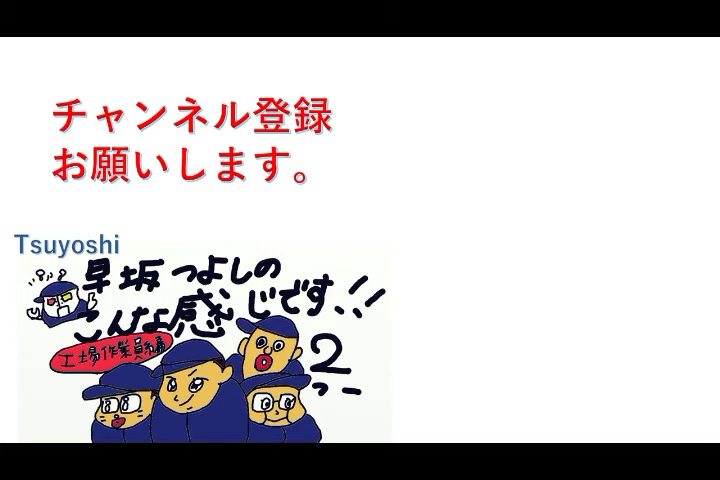 チャンネル登録
お願いします。
Tsuyoshi
早坂つよしの
こんな感じです!!
工場作業員編
2